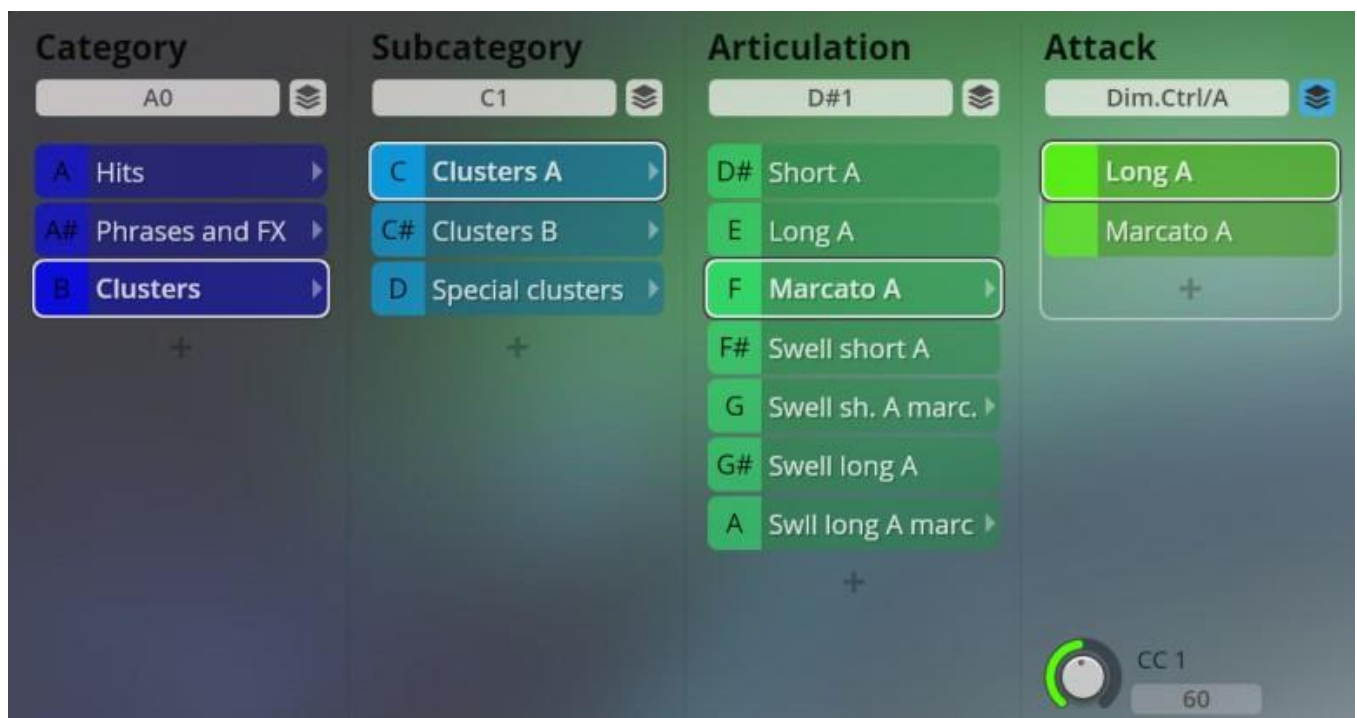 Category
A0
A Hits
A# Phrases and FX
B Clusters
+
Subcategory
C1
C Clusters A
C# Clusters B
D Special clusters
+
Articulation
D#1
D# Short A
E Long A
F Marcato A
F# Swell short A
G Swell sh. A marc.
G# Swell long A
A Swll long A marc
+
Attack
Dim.Ctrl/A
Long A
Marcato A
+
CC 1
60